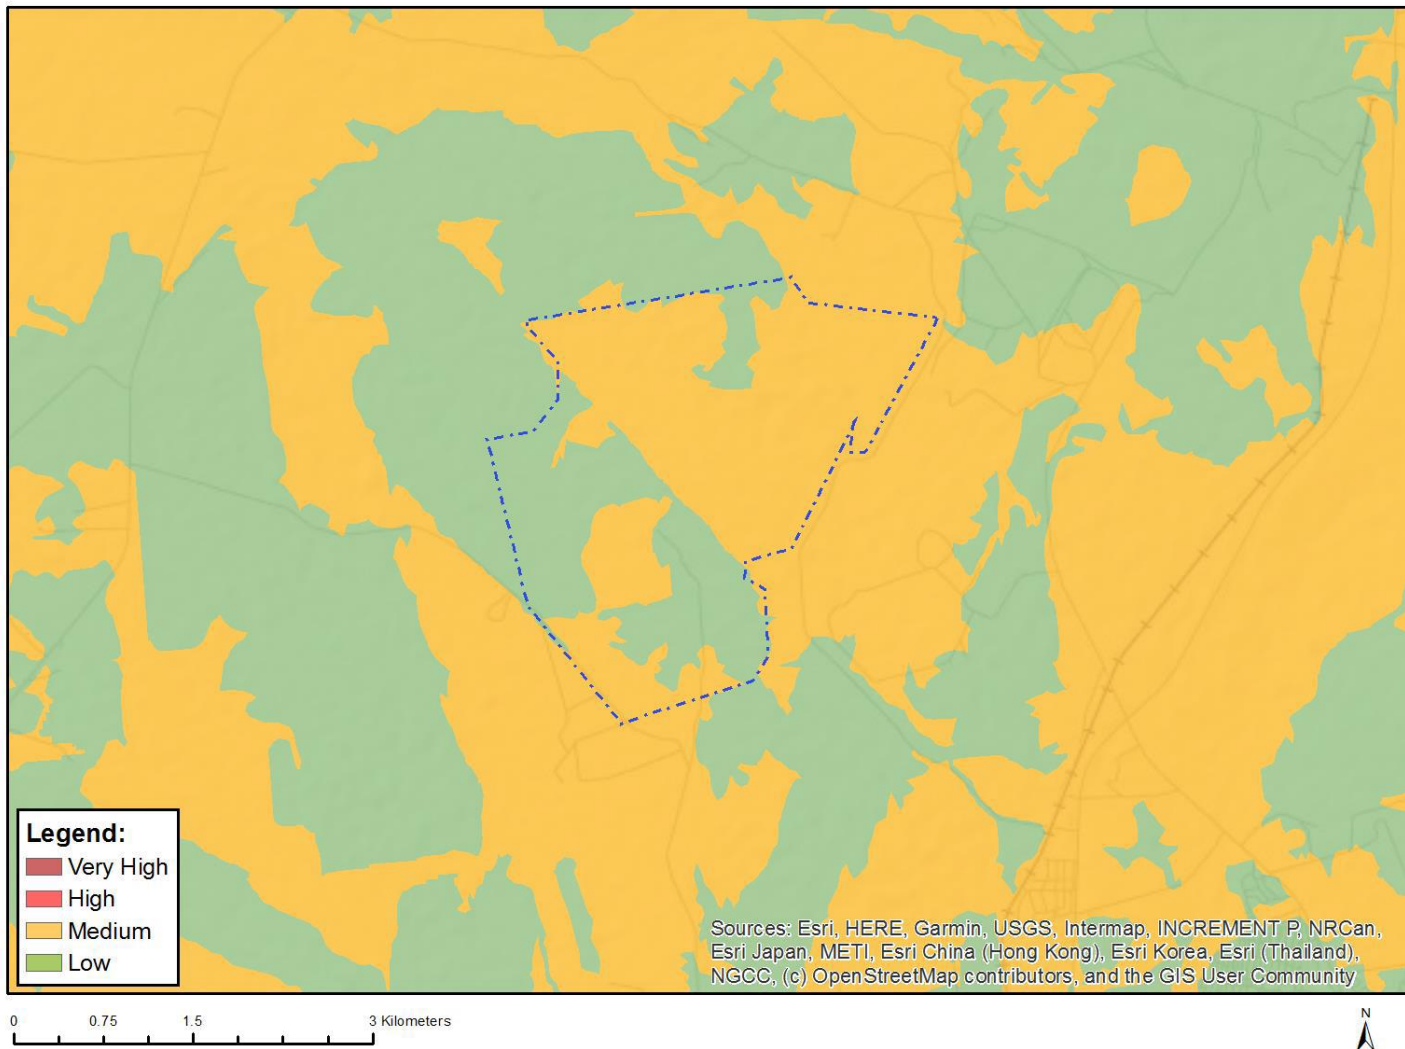 Legend:
Very High
High
Medium
Low
Sources: Esri, HERE, Garmin, USGS, Intermap, INCREMENT P, NRCan,
Esri Japan, METI, Esri China (Hong Kong), Esri Korea, Esri (Thailand),
NGCC, (c) OpenStreetMap contributors, and the GIS User Community
0 0.75 1.5 3 Kilometers
N